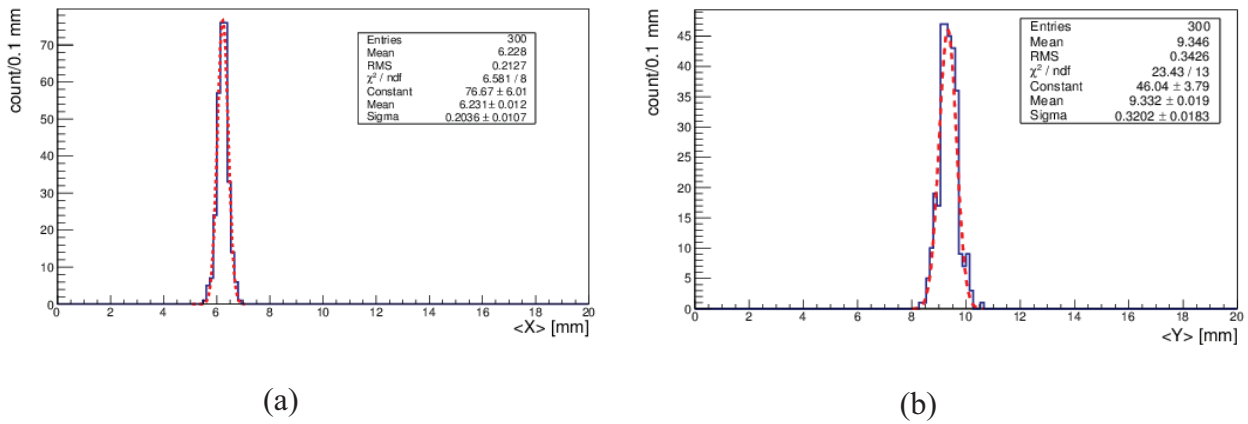 count/0.1 mm
70
60
50
40
30
20
10
0
Entries 300
Mean 6.228
RMS 0.2127
χ² / ndf 6.581 / 8
Constant 76.67 ± 6.01
Mean 6.231± 0.012
Sigma 0.2036 ± 0.0107
0 2 4 6 8 10 12 14 16 18 20
<X> [mm]
(a)
count/0.1 mm
45
40
35
30
25
20
15
10
5
0
Entries 300
Mean 9.346
RMS 0.3426
χ² / ndf 23.43 / 13
Constant 46.04 ± 3.79
Mean 9.332 ± 0.019
Sigma 0.3202 ± 0.0183
0 2 4 6 8 10 12 14 16 18 20
<Y> [mm]
(b)